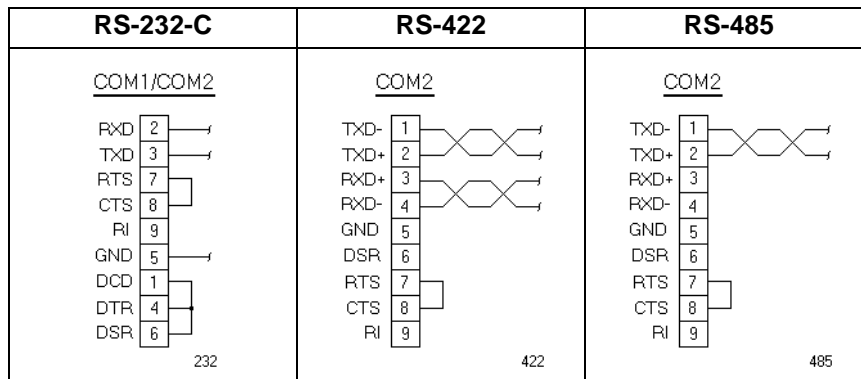 RS-232-C
RS-422
RS-485
COM1/COM2
RXD 2
TXD 3
RTS 7
CTS 8
RI 9
GND 5
DCD 1
DTR 4
DSR 6
232
COM2
TXD- 1
TXD+ 2
RXD+ 3
RXD- 4
GND 5
DSR 6
RTS 7
CTS 8
RI 9
422
COM2
TXD- 1
TXD+ 2
RXD+ 3
RXD- 4
GND 5
DSR 6
RTS 7
CTS 8
RI 9
485